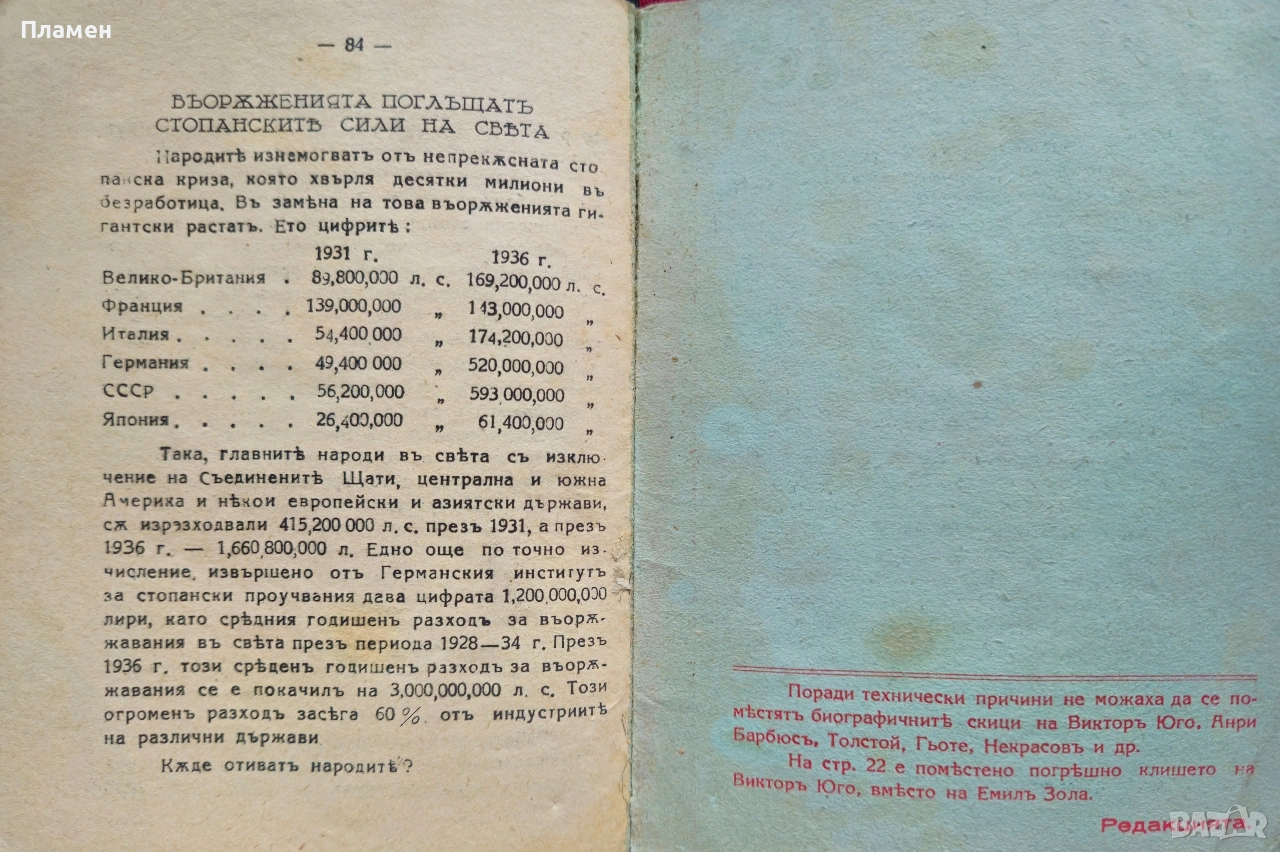 Пламен
— 84 —
ВЪОРѪЖЕНИЯТА ПОГЛЪЩАТЪ
СТОПАНСКИТѢ СИЛИ НА СВѢТА
Народитѣ изнемогватъ отъ непрекѫсната сто
панска криза, която хвърля десятки милиони въ
безработица. Въ замѣна на това въорѫженията ги-
гантски растатъ. Ето цифритѣ:
1931 г. 1936 г.
Велико-Британия . 89,800,000 л. с. 169,200,000 л. с.
Франция . . . . 139,000,000 „ 143,000,000 „
Италия . . . . . 54,400 000 „ 174,200,000 „
Германия . . . . 49,400 000 „ 520,000,000 „
СССР . . . . . 56,200,000 „ 593 000,000 „
Япония . . . . . 26,400,000 „ 61,400,000 „
Така, главнитѣ народи въ свѣта съ изклю-
чение на Съединенитѣ Щати, централна и южна
Америка и нѣкои европейски и азиятски държави,
сѫ изразходвали 415,200 000 л. с. презъ 1931, а презъ
1936 г. — 1,660,800,000 л. Едно още по точно из-
числение, извършено отъ Германския институтъ
за стопански проучвания дава цифрата 1,200,000,000
лири, като срѣдния годишенъ разходъ за въорѫ-
жавания въ свѣта презъ периода 1928—34 г. Презъ
1936 г. този срѣденъ годишенъ разходъ за въорѫ-
жавания се е покачилъ на 3,000,000,000 л. с. Този
огроменъ разходъ засѣга 60%. отъ индустриитѣ
на различни държави
Кѫде отиватъ народитѣ?
Поради технически причини не можаха да се по-
мѣстятъ биографичнитѣ скици на Викторъ Юго, Анри
Барбюсъ, Толстой, Гьоте, Некрасовъ и др.
На стр. 22 е помѣстено погрѣшно клишето на
Викторъ Юго, вмѣсто на Емилъ Зола.
Редакцията.
BAZAR